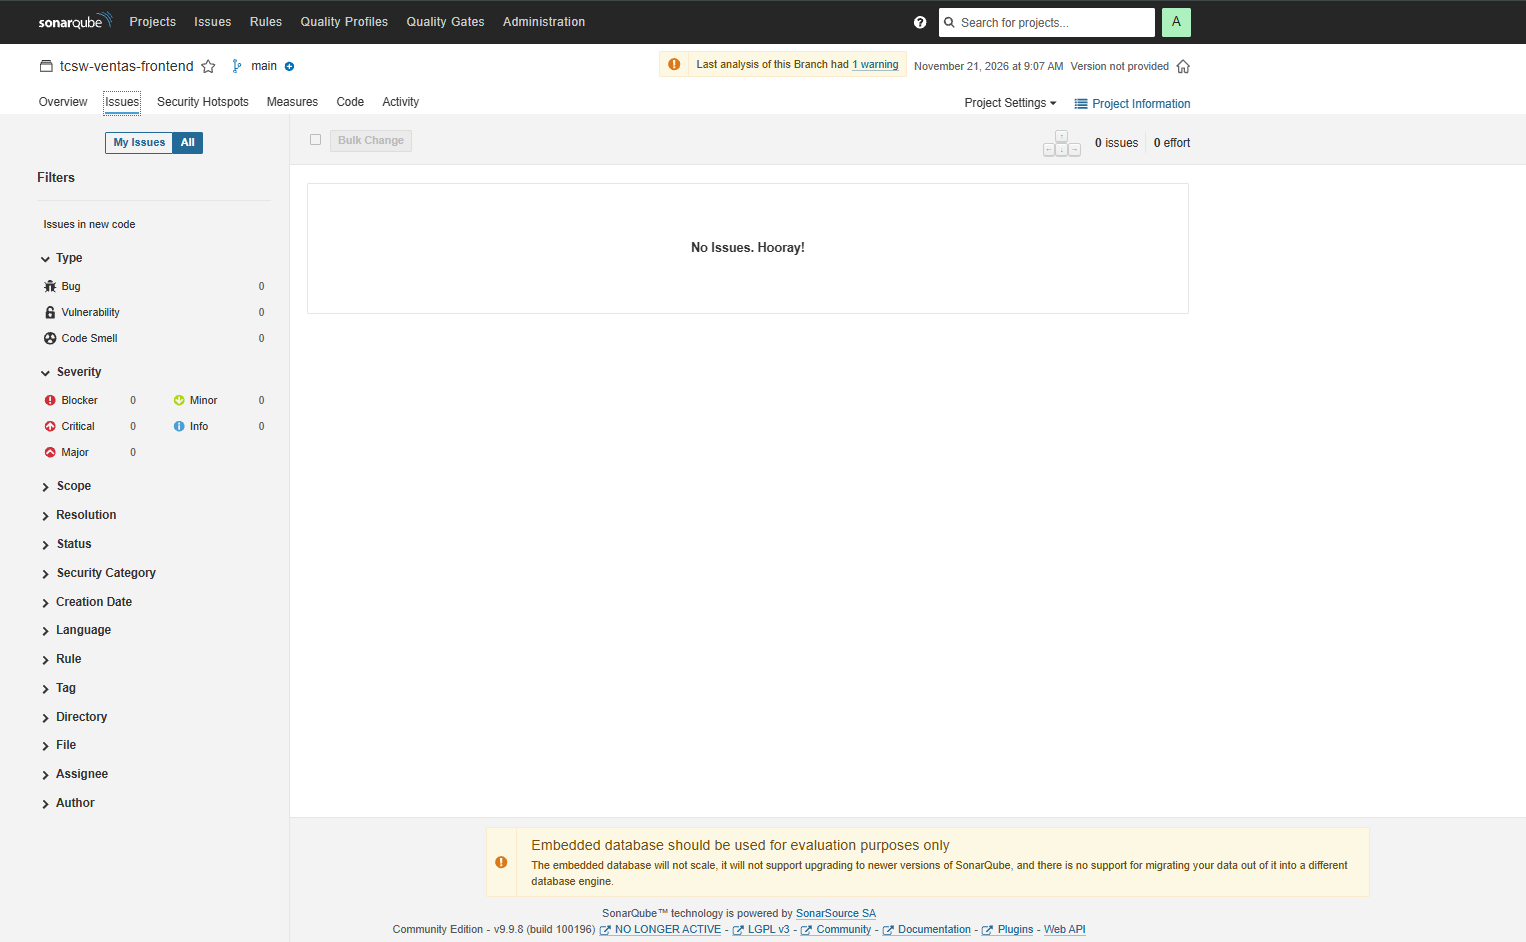 sonarqube Projects Issues Rules Quality Profiles Quality Gates Administration Search for projects... A
tcsw-ventas-frontend main Last analysis of this Branch had 1 warning November 21, 2026 at 9:07 AM Version not provided
Overview Issues Security Hotspots Measures Code Activity Project Settings Project Information
My Issues All
Bulk Change
0 issues 0 effort
Filters
Issues in new code
Type
Bug 0
Vulnerability 0
Code Smell 0
Severity
Blocker 0 Minor 0
Critical 0 Info 0
Major 0
Scope
Resolution
Status
Security Category
Creation Date
Language
Rule
Tag
Directory
File
Assignee
Author
No Issues. Hooray!
Embedded database should be used for evaluation purposes only
The embedded database will not scale, it will not support upgrading to newer versions of SonarQube, and there is no support for migrating your data out of it into a different
database engine.
SonarQube™ technology is powered by SonarSource SA
Community Edition - v9.9.8 (build 100196) NO LONGER ACTIVE - LGPL v3 - Community - Documentation - Plugins - Web API